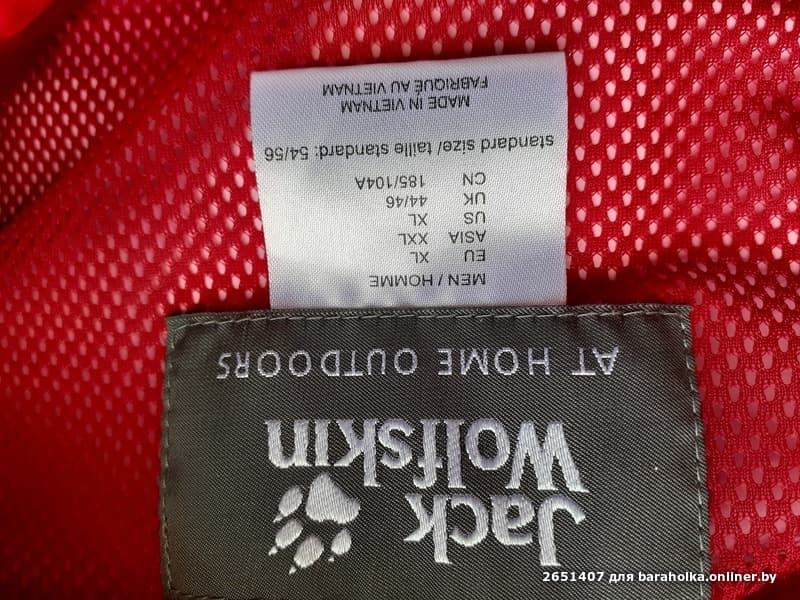 Jack
Wolfskin
AT HOME OUTDOORS
MEN / HOMME
EU XL
ASIA XXL
US XL
UK 44/46
CN 185/104A
standard size/ taille standard: 54/56
MADE IN VIETNAM
FABRIQUÉ AU VIETNAM
2651407 для baraholka.onliner.by